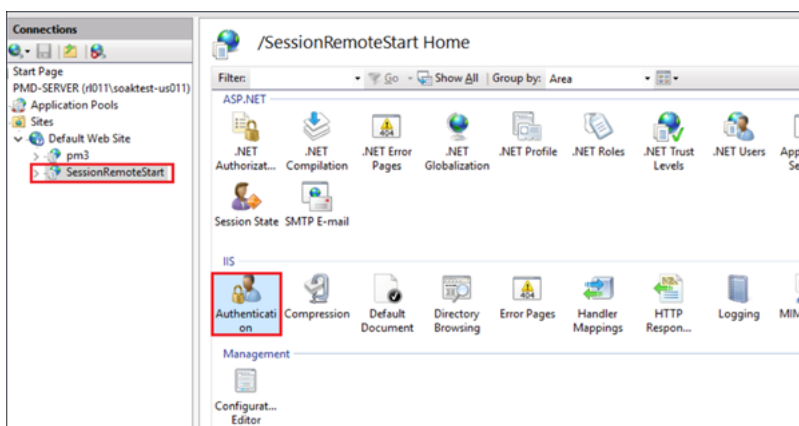 Connections
Start Page
PMD-SERVER (rl011\soaktest-us011)
Application Pools
Sites
Default Web Site
pm3
SessionRemoteStart
/SessionRemoteStart Home
Filter: Go Show All Group by: Area
ASP.NET
.NET Authorizat...
.NET Compilation
.NET Error Pages
.NET Globalization
.NET Profile
.NET Roles
.NET Trust Levels
.NET Users
App
Se
Session State
SMTP E-mail
IIS
Authenticati
on
Compression
Default
Document
Directory
Browsing
Error Pages
Handler
Mappings
HTTP
Respon...
Logging
MIM
Management
Configurat...
Editor